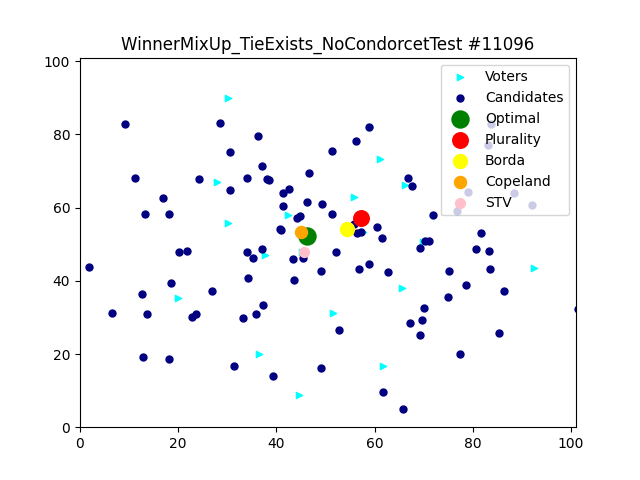 WinnerMixUp_TieExists_NoCondorcetTest #11096
Voters
Candidates
Optimal
Plurality
Borda
Copeland
STV
100
80
60
40
20
0
0 20 40 60 80 100